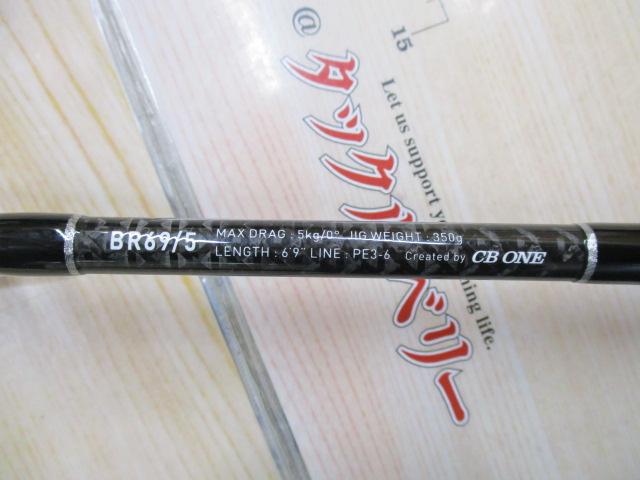 15
@タックルベリー
Let us support y
ning life.
BR69/5
MAX DRAG : 5kg/0° JIG WEIGHT : 350g
LENGTH : 6'9" LINE : PE3-6 Created by CB ONE